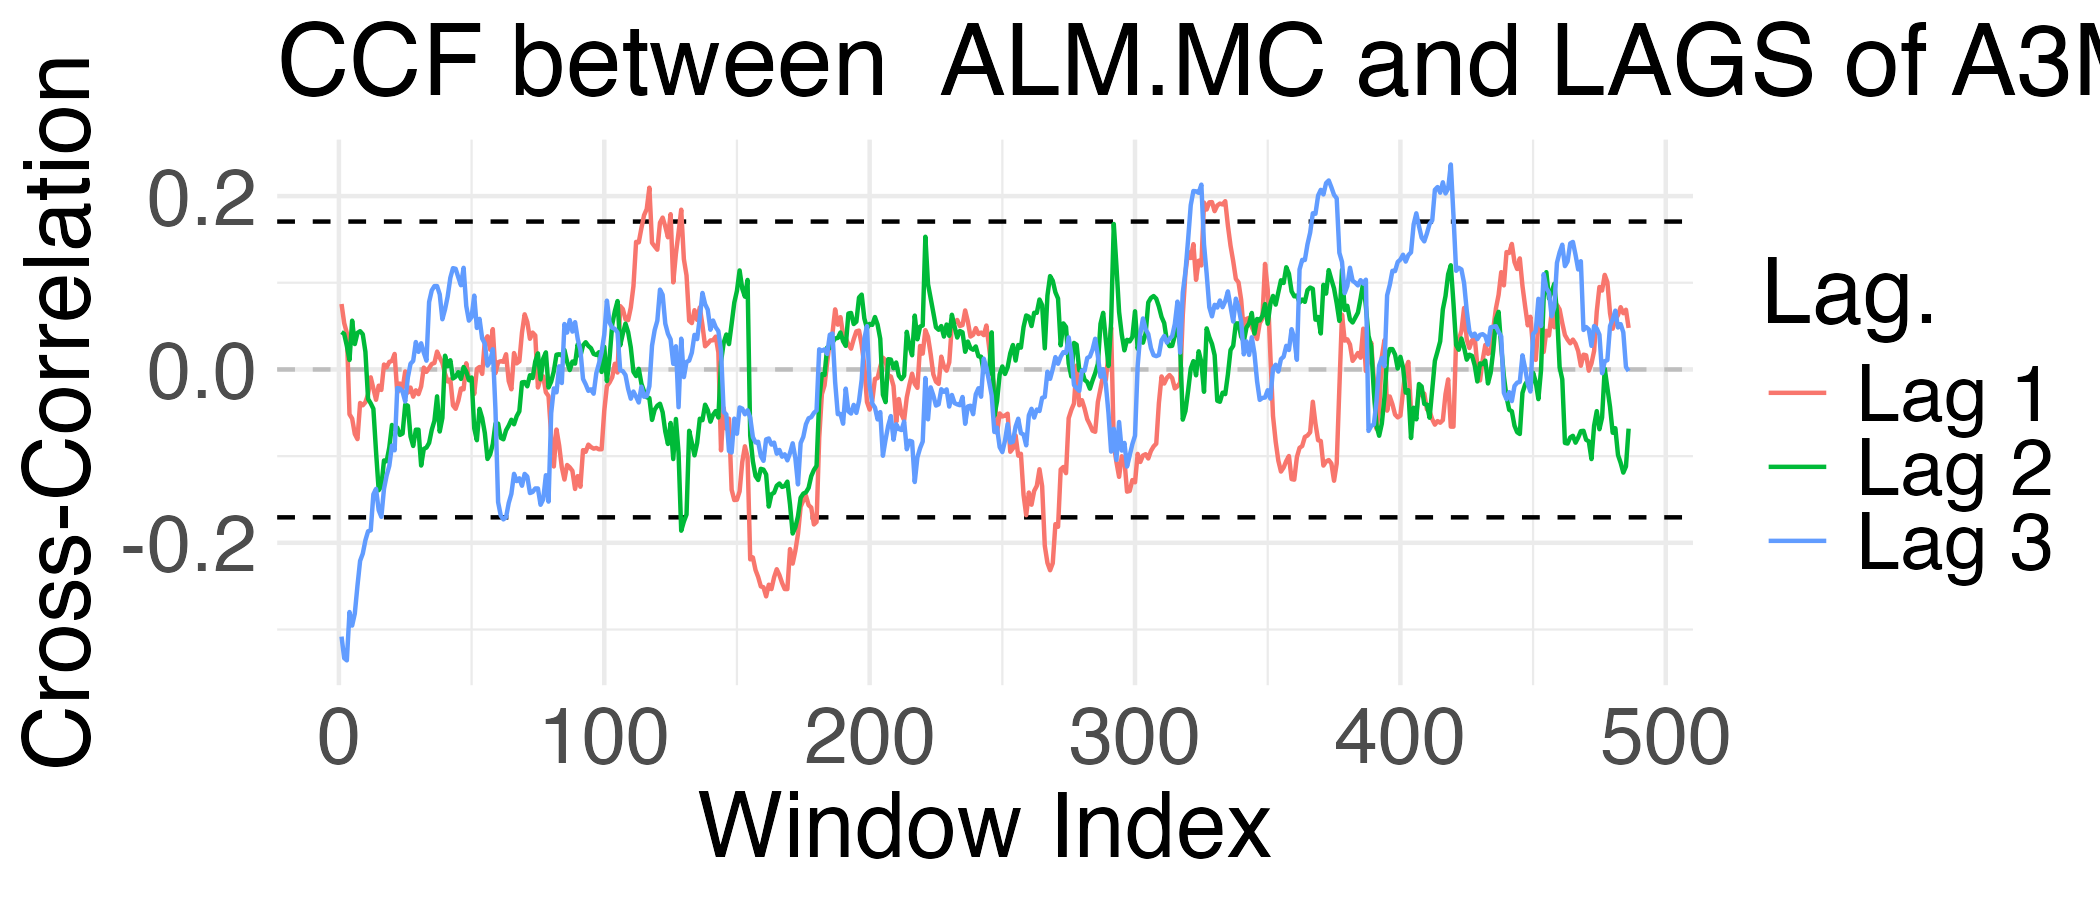 CCF between  ALM.MC and LAGS of A3M
Cross-Correlation
0.2
0.0
-0.2
0 100 200 300 400 500
Window Index
Lag.
Lag 1
Lag 2
Lag 3